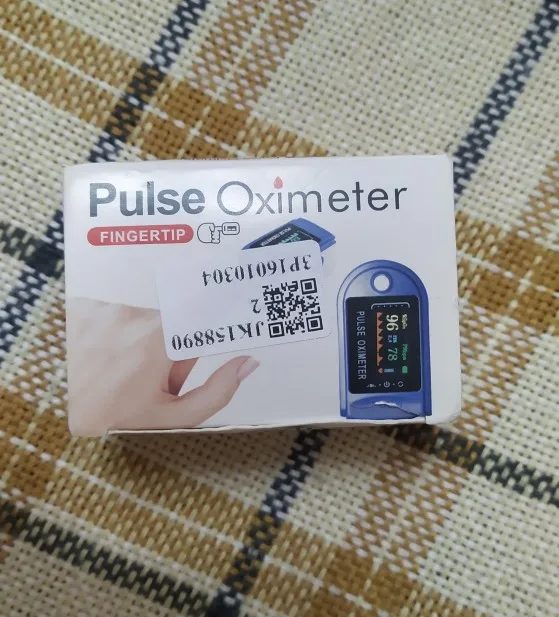 Pulse Oximeter
FINGERTIP
3P16010304
2
JK158890
PULSE OXIMETER
96
78